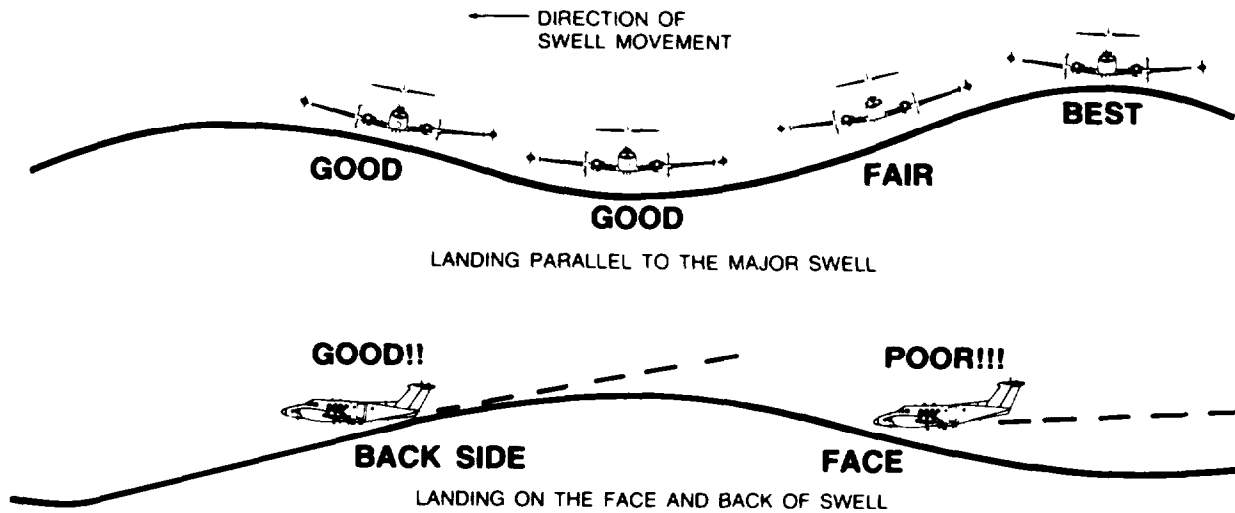 DIRECTION OF
SWELL MOVEMENT
BEST
GOOD
FAIR
GOOD
LANDING PARALLEL TO THE MAJOR SWELL
GOOD!!
POOR!!!
BACK SIDE
FACE
LANDING ON THE FACE AND BACK OF SWELL